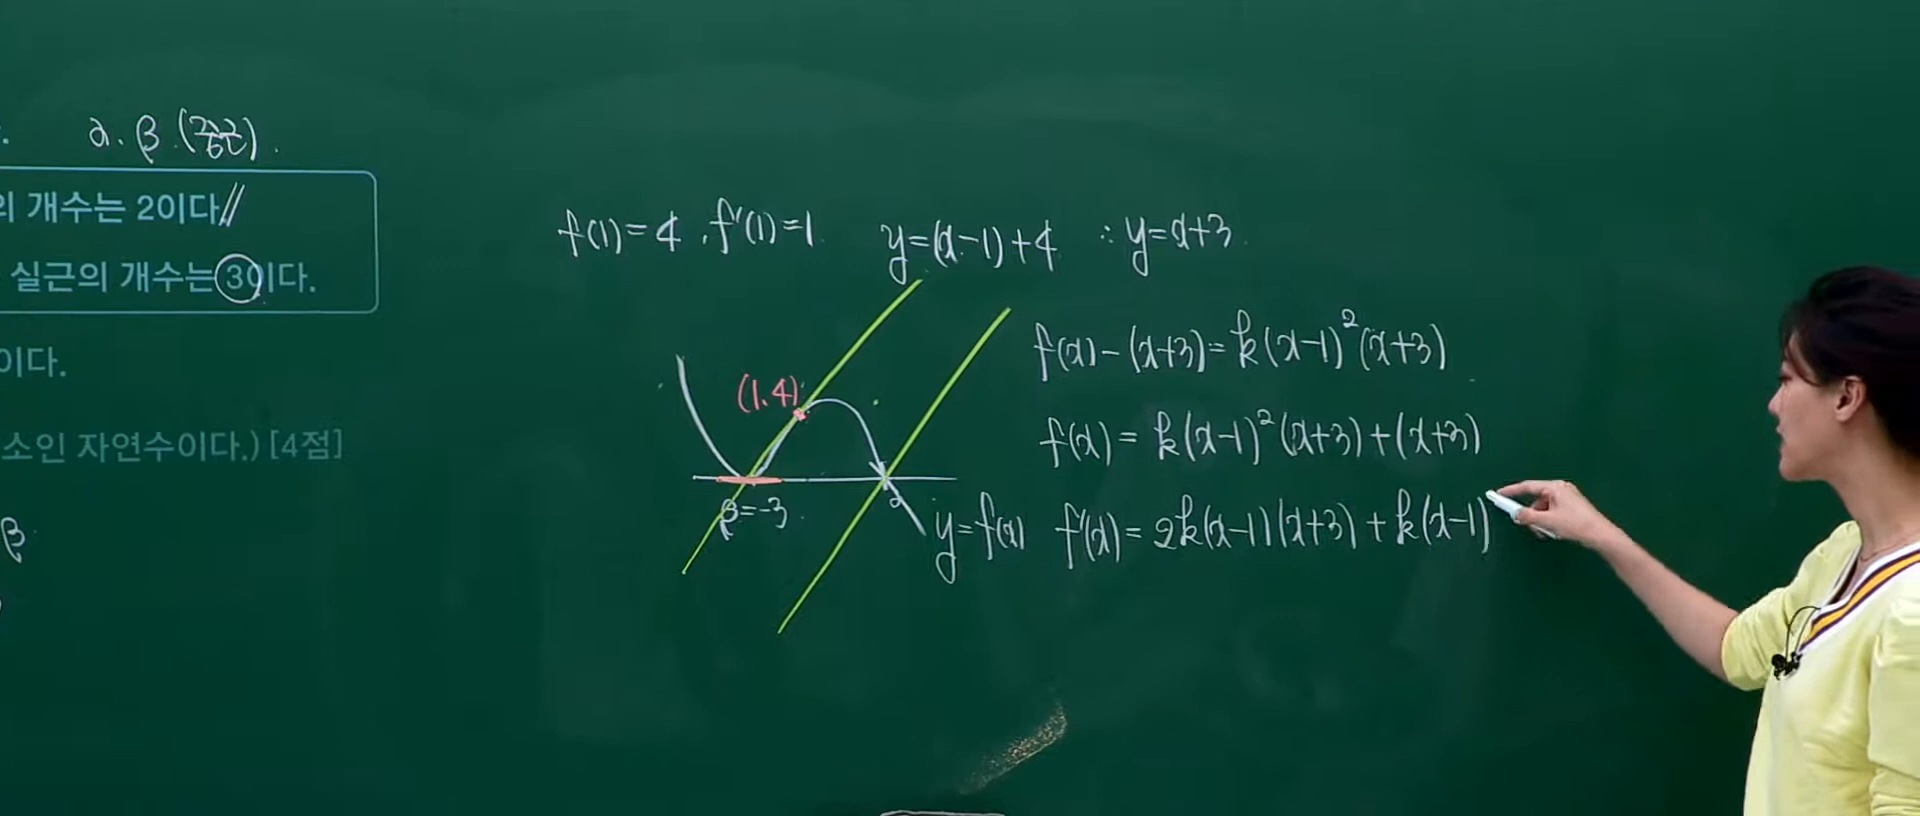 α. β (중근).
의 개수는 2이다.
실근의 개수는 3이다.
이다.
소인 자연수이다.) [4점]
β
f(1)=4, f'(1)=1 y=(x-1)+4 ∴ y=x+3
(1.4)
β=-3
y=f(x)
f(x)-(x+3)=k(x-1)²(x+3)
f(x)= k(x-1)²(x+3)+(x+3)
f'(x)= 2k(x-1)(x+3)+k(x-1)